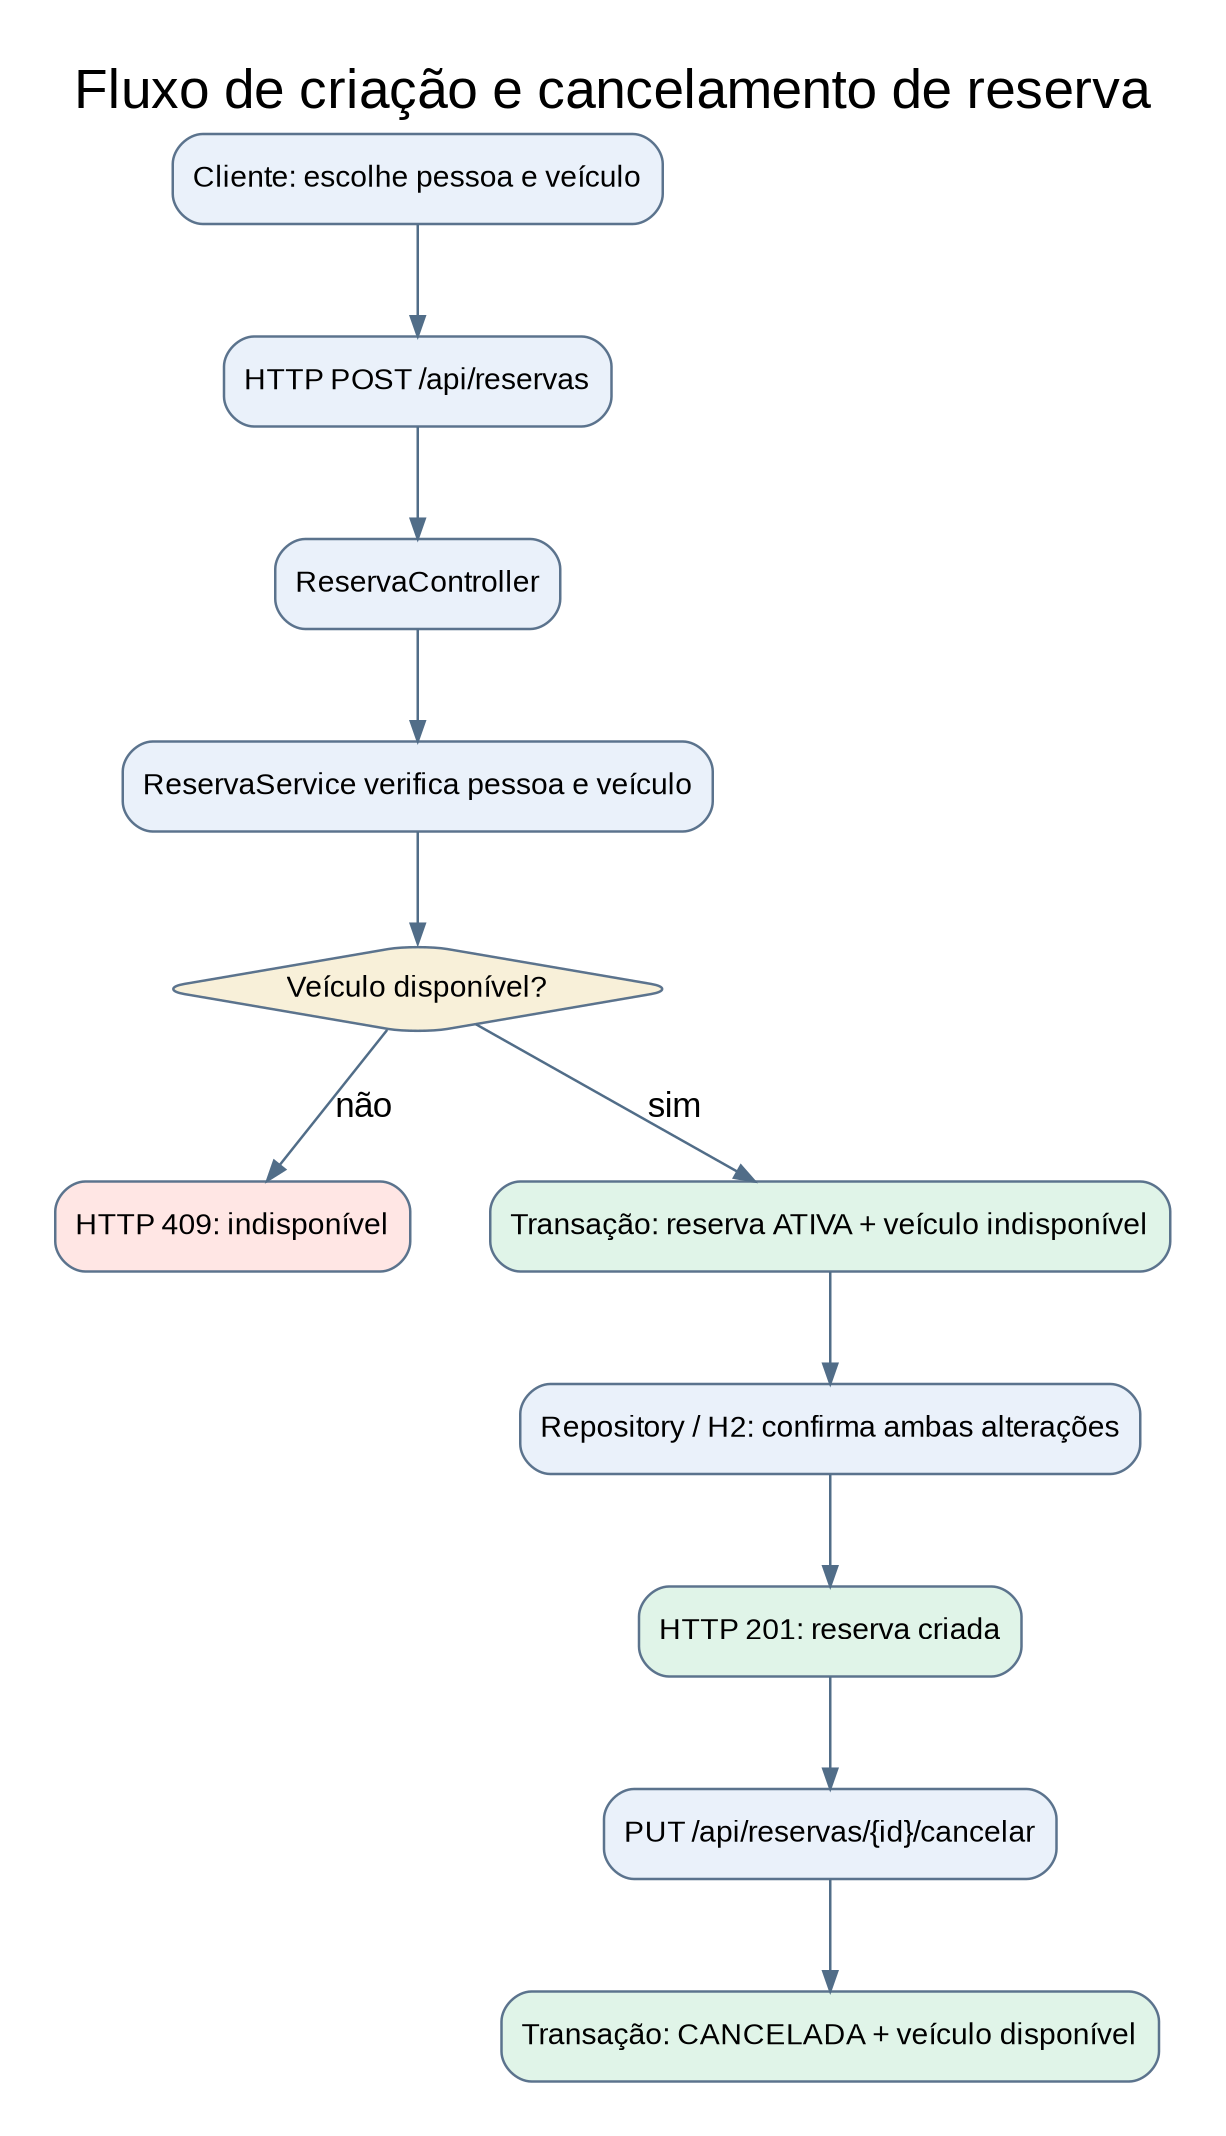 Fluxo de criação e cancelamento de reserva
Cliente: escolhe pessoa e veículo
HTTP POST /api/reservas
ReservaController
ReservaService verifica pessoa e veículo
Veículo disponível?
não
sim
HTTP 409: indisponível
Transação: reserva ATIVA + veículo indisponível
Repository / H2: confirma ambas alterações
HTTP 201: reserva criada
PUT /api/reservas/{id}/cancelar
Transação: CANCELADA + veículo disponível